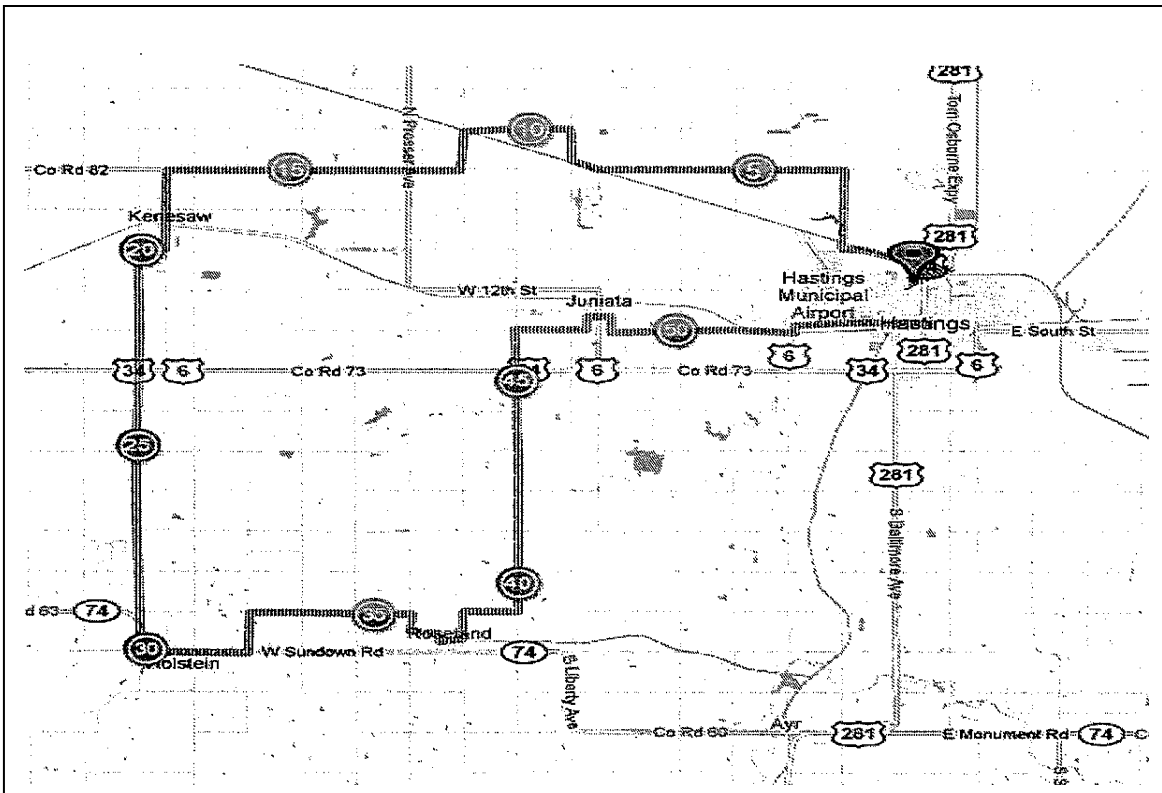 281
Tom Osborne Expy
N Prosser Ave
10
Co Rd 82
15
5
Kenesaw
20
281
Hastings
Municipal
Airport
W 12th St
Juniata
50
Hastings
E South St
34
6
Co Rd 73
45
6
Co Rd 73
6
34
281
6
25
281
S Baltimore Ave
40
d 63
74
35
Roseland
30
Holstein
W Sundown Rd
74
S Liberty Ave
Co Rd 60
Ayr
281
E Monument Rd
74
C
S S